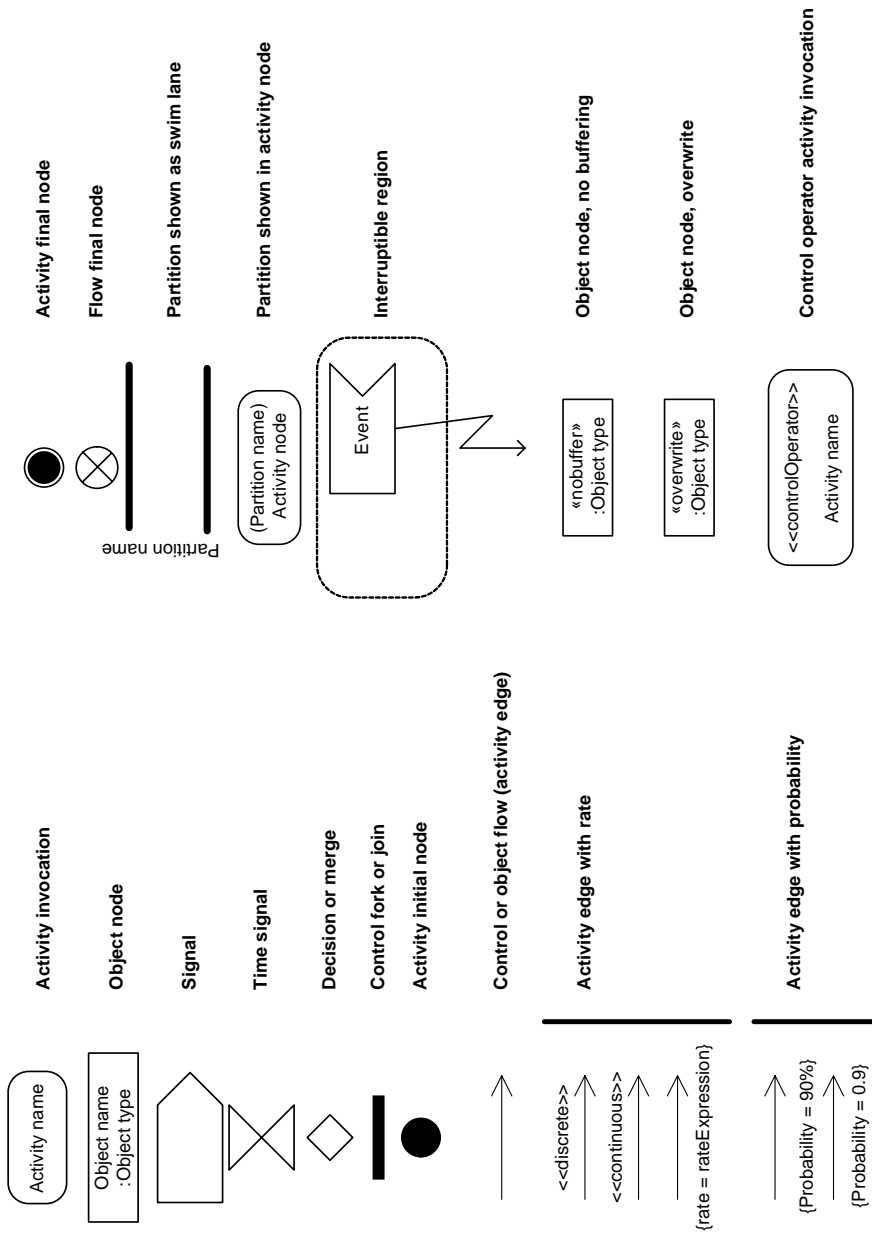 Activity name
Activity invocation
Object name
:Object type
Object node
Signal
Time signal
Decision or merge
Control fork or join
Activity initial node
Control or object flow (activity edge)
<<discrete>>
<<continuous>>
{rate = rateExpression}
Activity edge with rate
{Probability = 90%}
{Probability = 0.9}
Activity edge with probability
Activity final node
Flow final node
Partition name
Partition shown as swim lane
(Partition name)
Activity node
Partition shown in activity node
Event
Interruptible region
«nobuffer»
:Object type
Object node, no buffering
«overwrite»
:Object type
Object node, overwrite
<<controlOperator>>
Activity name
Control operator activity invocation